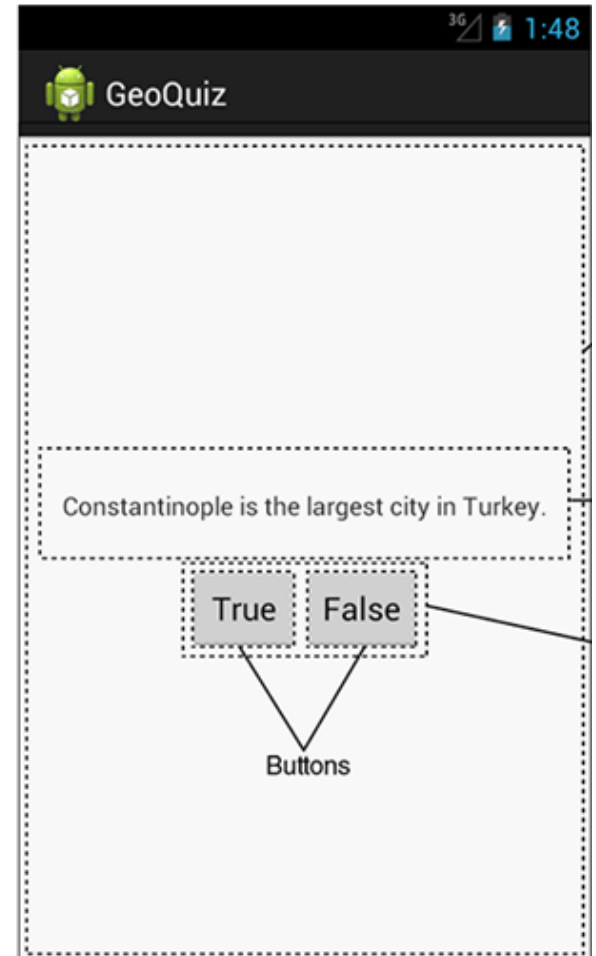 3G 1:48
GeoQuiz
Constantinople is the largest city in Turkey.
True False
Buttons